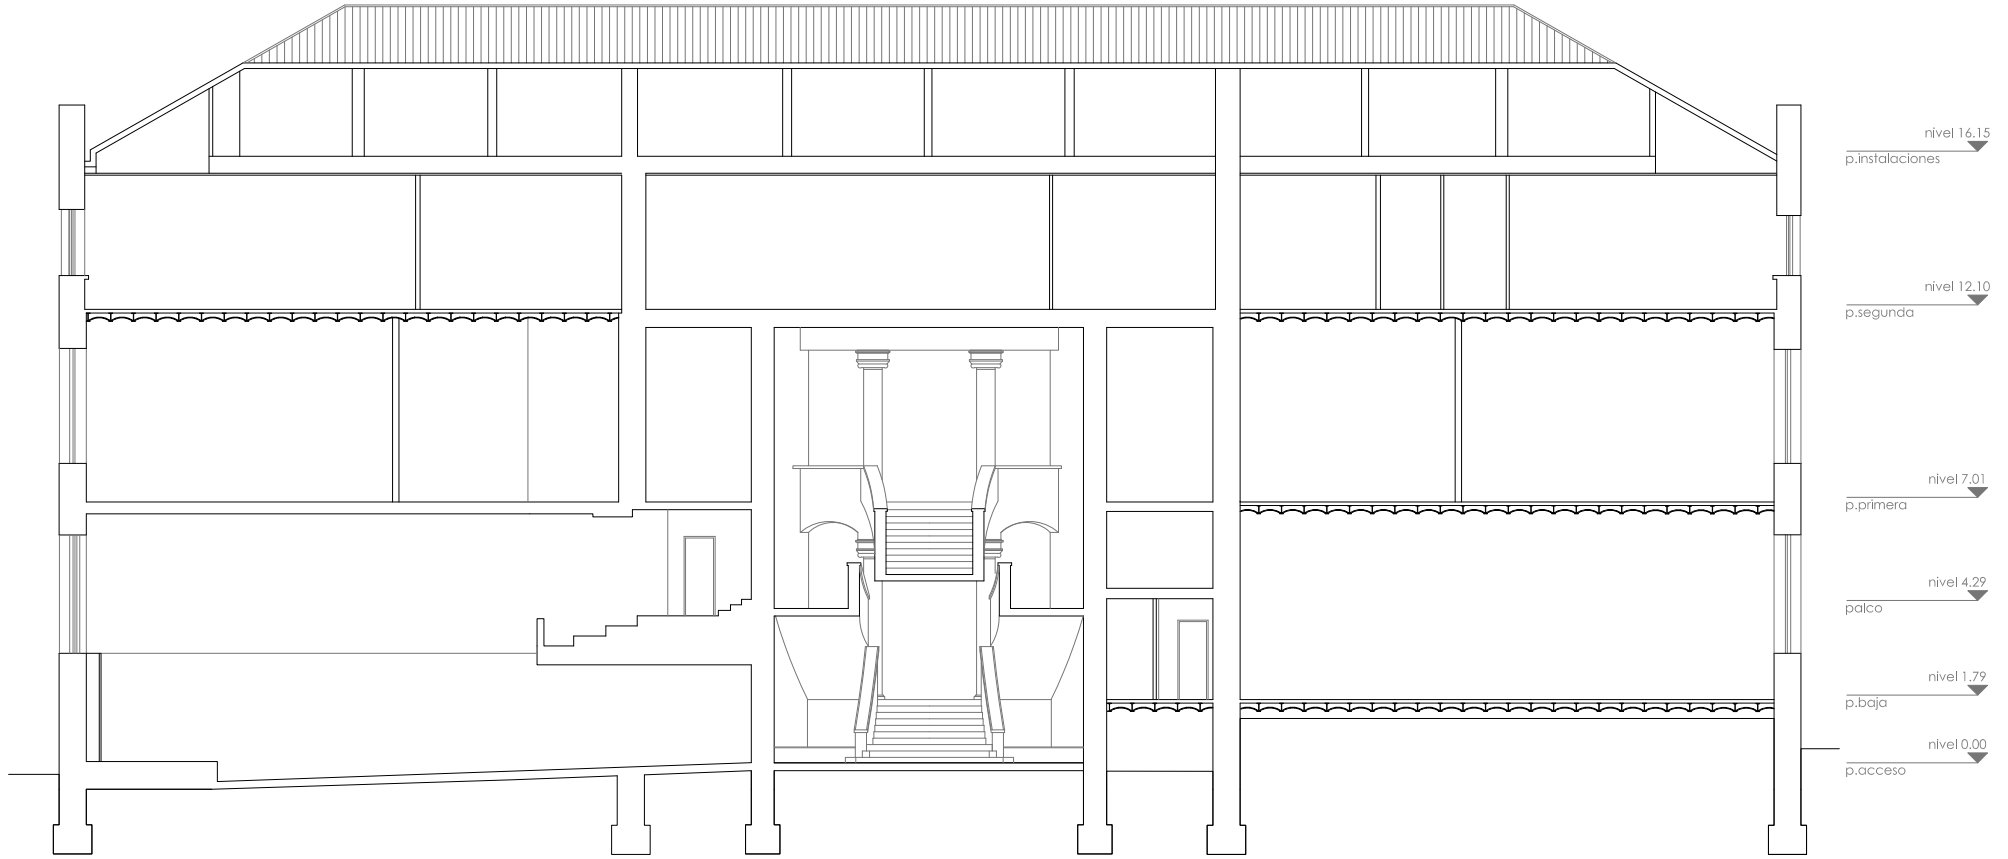 nivel 16.15
p.instalaciones
nivel 12.10
p.segunda
nivel 7.01
p.primera
nivel 4.29
palco
nivel 1.79
p.baja
nivel 0.00
p.acceso